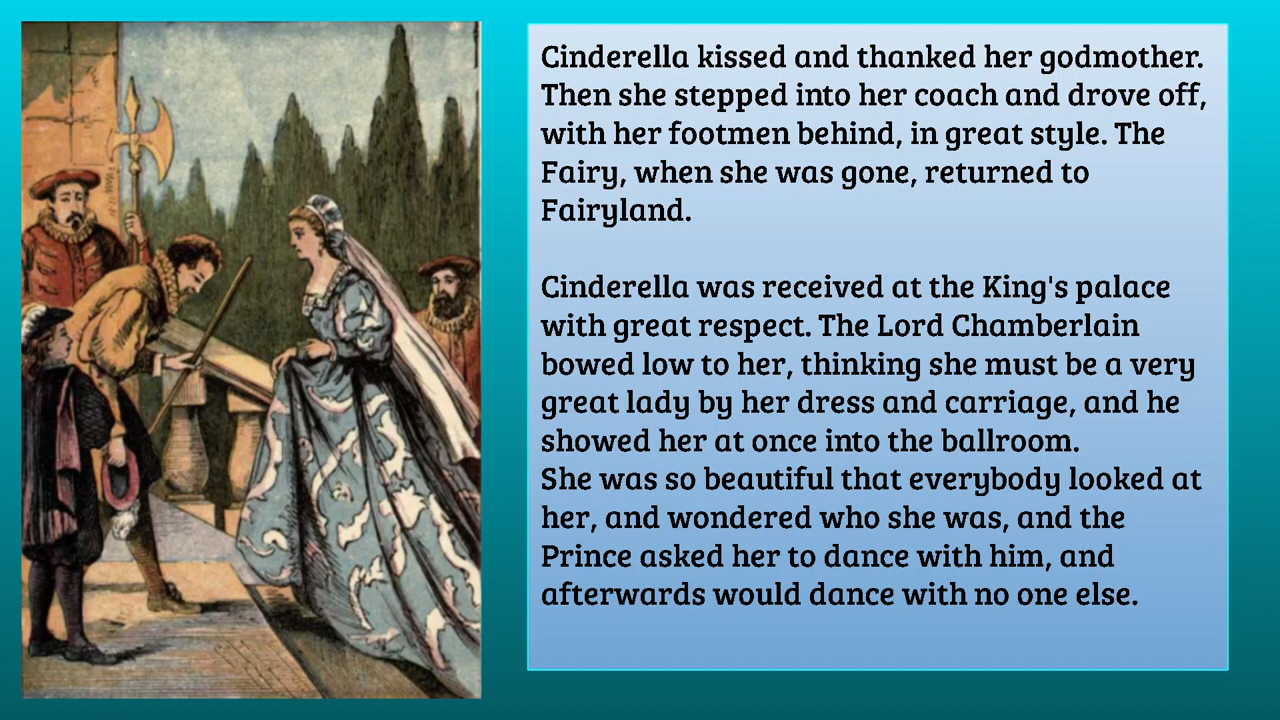 Cinderella kissed and thanked her godmother.
Then she stepped into her coach and drove off,
with her footmen behind, in great style. The
Fairy, when she was gone, returned to
Fairyland.
Cinderella was received at the King's palace
with great respect. The Lord Chamberlain
bowed low to her, thinking she must be a very
great lady by her dress and carriage, and he
showed her at once into the ballroom.
She was so beautiful that everybody looked at
her, and wondered who she was, and the
Prince asked her to dance with him, and
afterwards would dance with no one else.